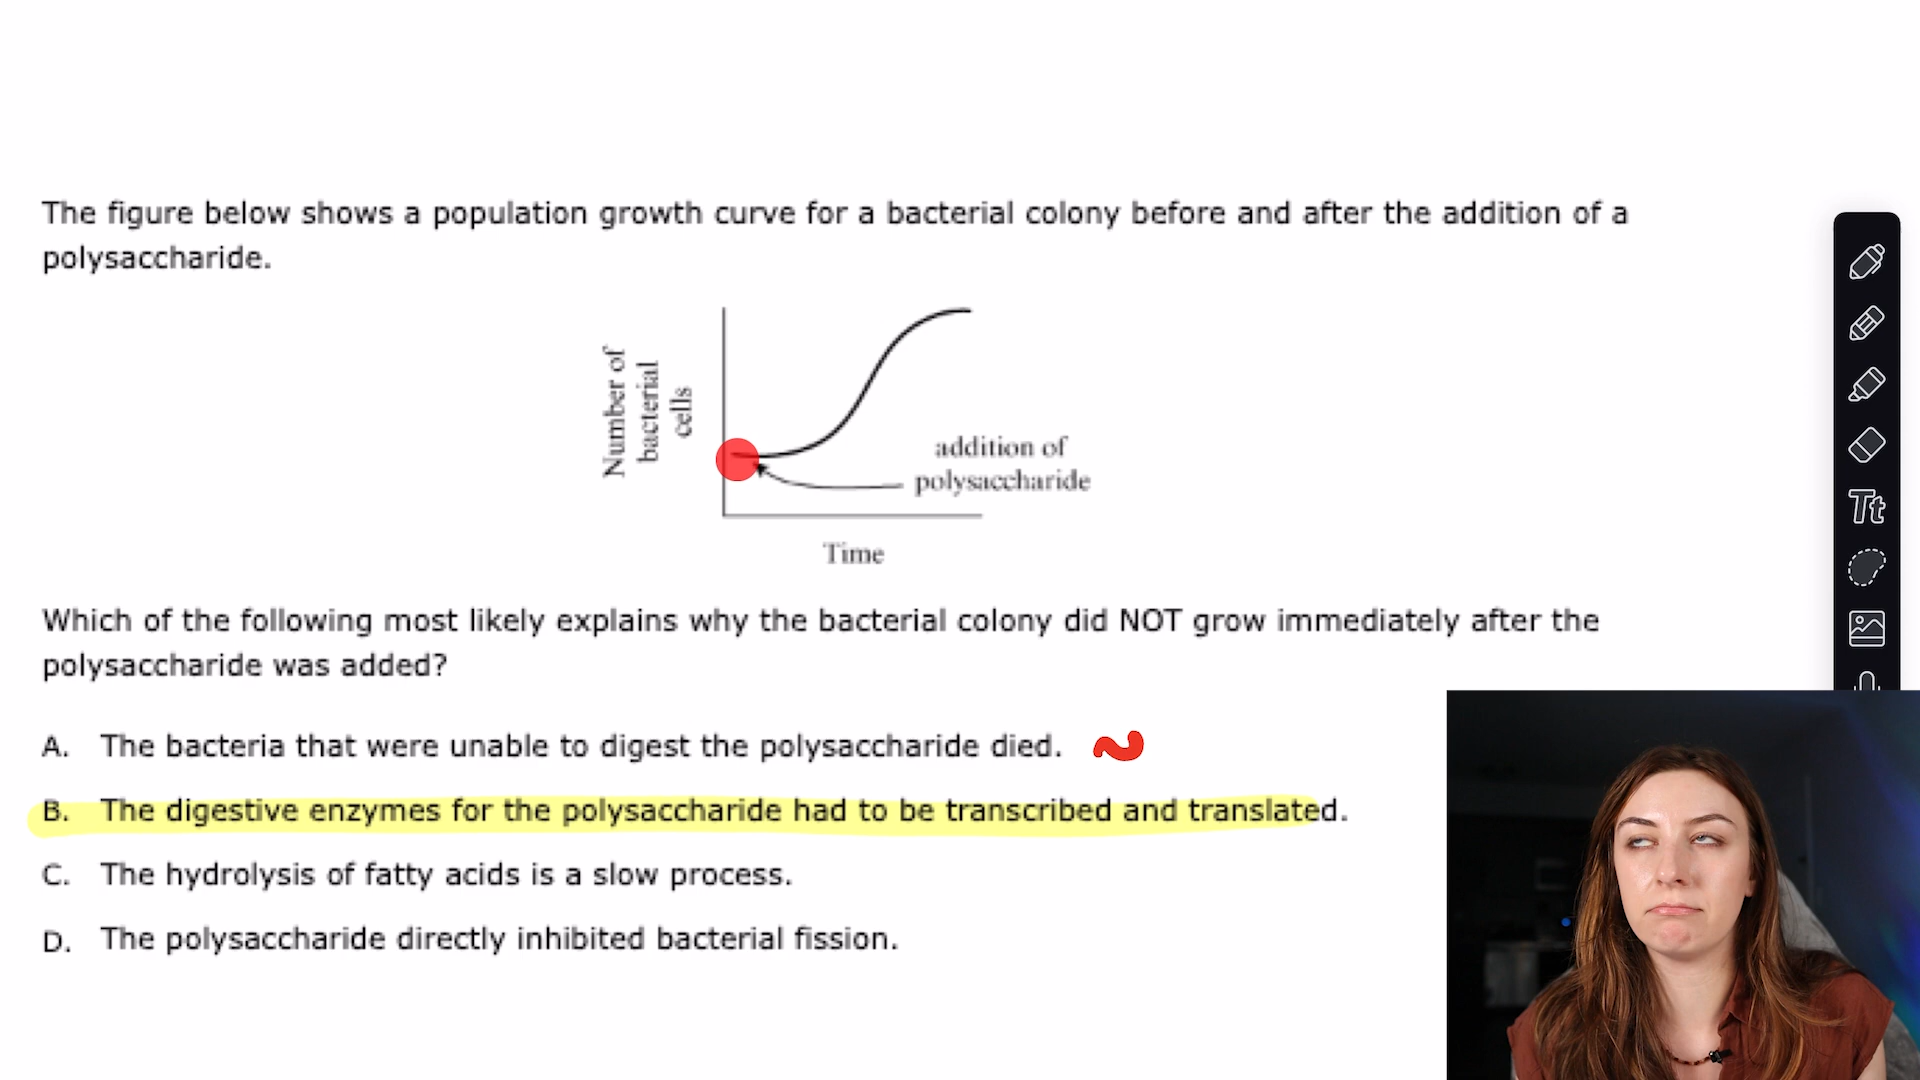 The figure below shows a population growth curve for a bacterial colony before and after the addition of a
polysaccharide.
Number of
bacterial
cells
addition of
polysaccharide
Time
Which of the following most likely explains why the bacterial colony did NOT grow immediately after the
polysaccharide was added?
A. The bacteria that were unable to digest the polysaccharide died.
B. The digestive enzymes for the polysaccharide had to be transcribed and translated.
C. The hydrolysis of fatty acids is a slow process.
D. The polysaccharide directly inhibited bacterial fission.
Tt